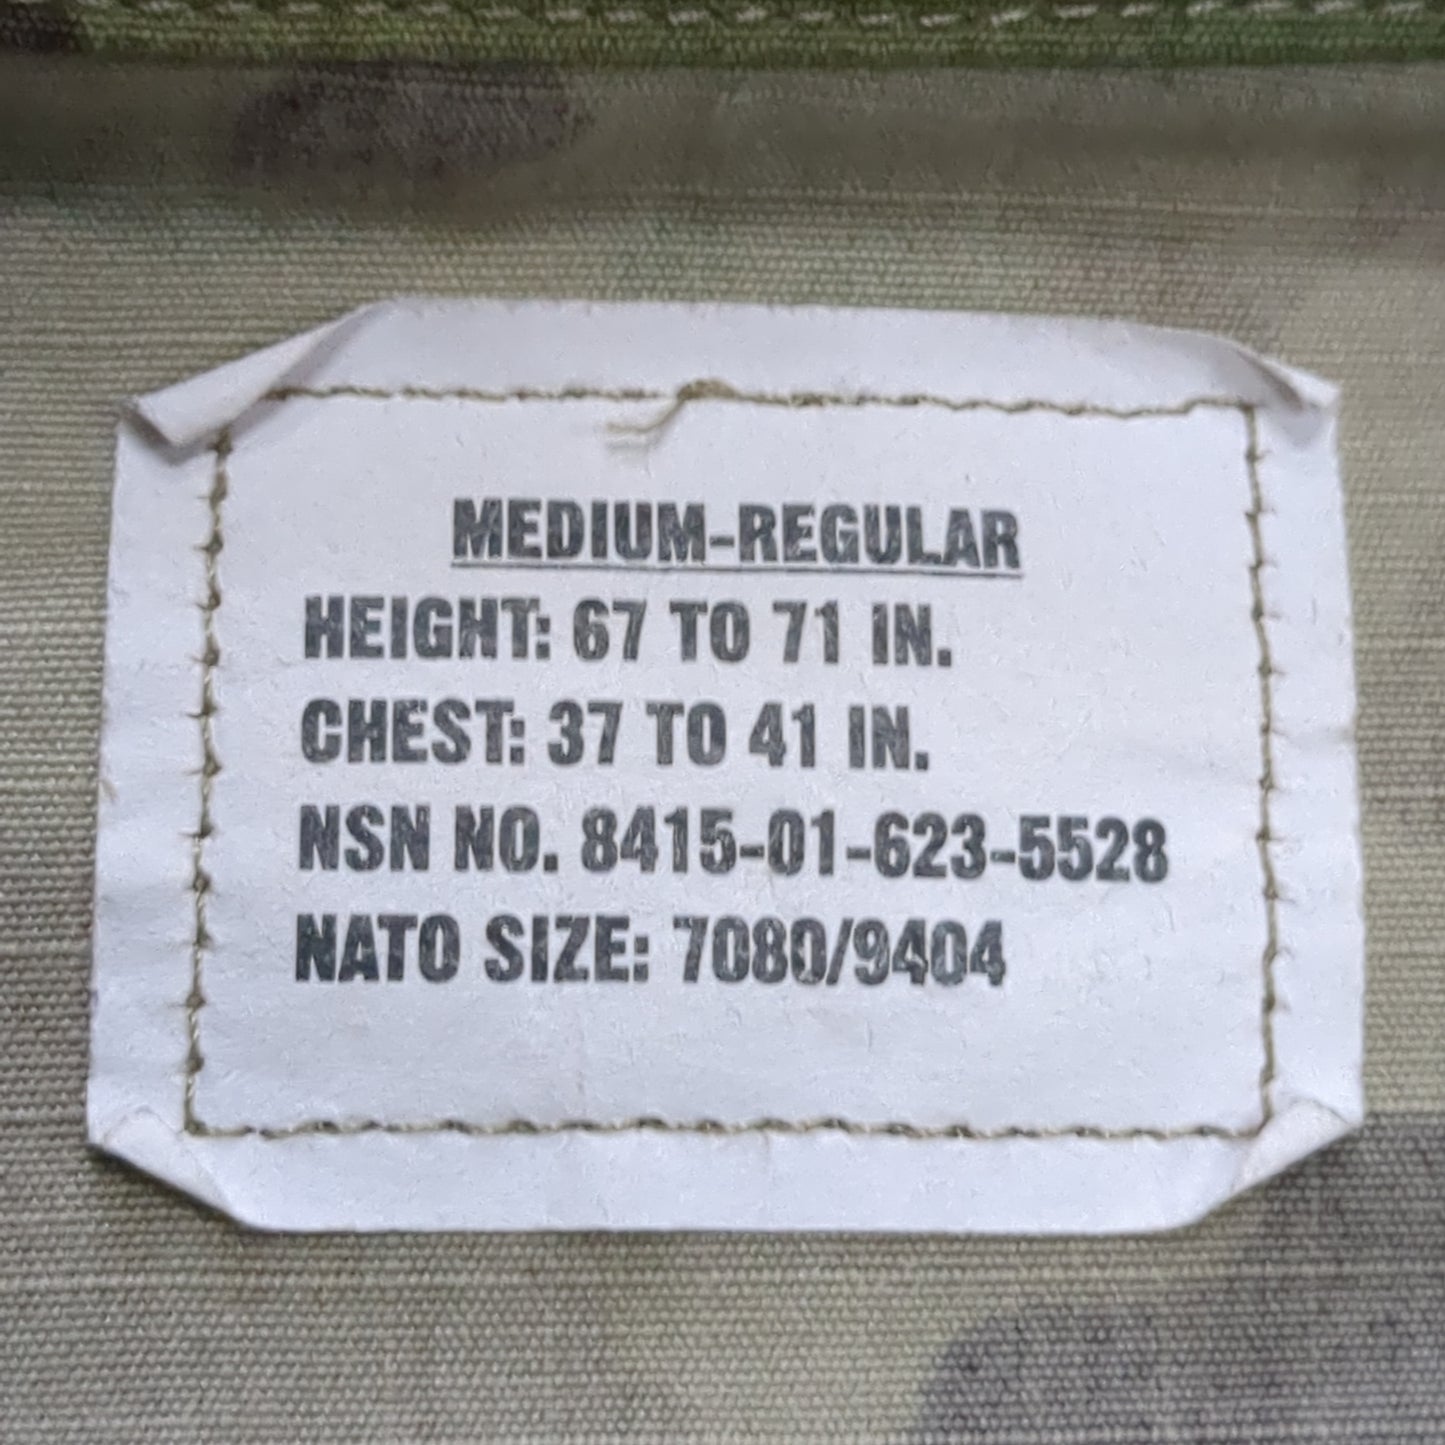 MEDIUM-REGULAR
HEIGHT: 67 TO 71 IN.
CHEST: 37 TO 41 IN.
NSN NO. 8415-01-623-5528
NATO SIZE: 7080/9404